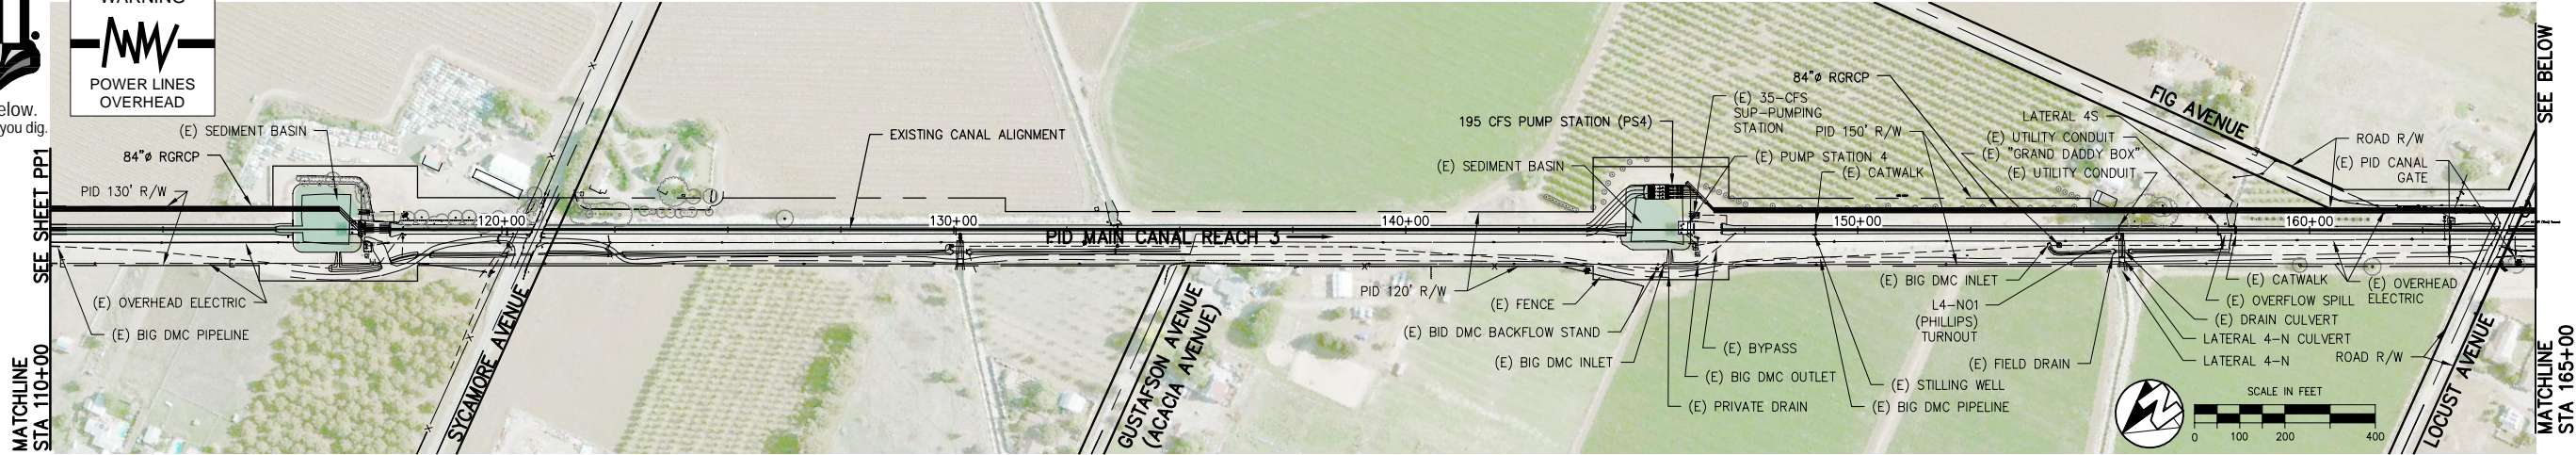 WARNING
POWER LINES
OVERHEAD
elow.
you dig.
SEE SHEET PP1
MATCHLINE
STA 110+00
(E) SEDIMENT BASIN
84"ø RGRCP
PID 130' R/W
(E) OVERHEAD ELECTRIC
(E) BIG DMC PIPELINE
120+00
SYCAMORE AVENUE
EXISTING CANAL ALIGNMENT
130+00
PID MAIN CANAL REACH 3
GUSTAFSON AVENUE
(ACACIA AVENUE)
140+00
PID 120' R/W
195 CFS PUMP STATION (PS4)
(E) SEDIMENT BASIN
(E) FENCE
(E) BID DMC BACKFLOW STAND
(E) BIG DMC INLET
(E) 35-CFS
SUP-PUMPING
STATION
(E) PUMP STATION 4
(E) CATWALK
84"ø RGRCP
PID 150' R/W
150+00
(E) BYPASS
(E) BIG DMC OUTLET
(E) PRIVATE DRAIN
(E) STILLING WELL
(E) BIG DMC PIPELINE
LATERAL 4S
(E) UTILITY CONDUIT
(E) "GRAND DADDY BOX"
(E) UTILITY CONDUIT
FIG AVENUE
ROAD R/W
(E) PID CANAL
GATE
160+00
(E) BIG DMC INLET
L4-NO1
(PHILLIPS)
TURNOUT
(E) FIELD DRAIN
(E) CATWALK
(E) OVERHEAD
ELECTRIC
(E) OVERFLOW SPILL
(E) DRAIN CULVERT
LATERAL 4-N CULVERT
LATERAL 4-N
ROAD R/W
SCALE IN FEET
0 100 200 400
LOCUST AVENUE
SEE BELOW
MATCHLINE
STA 165+00